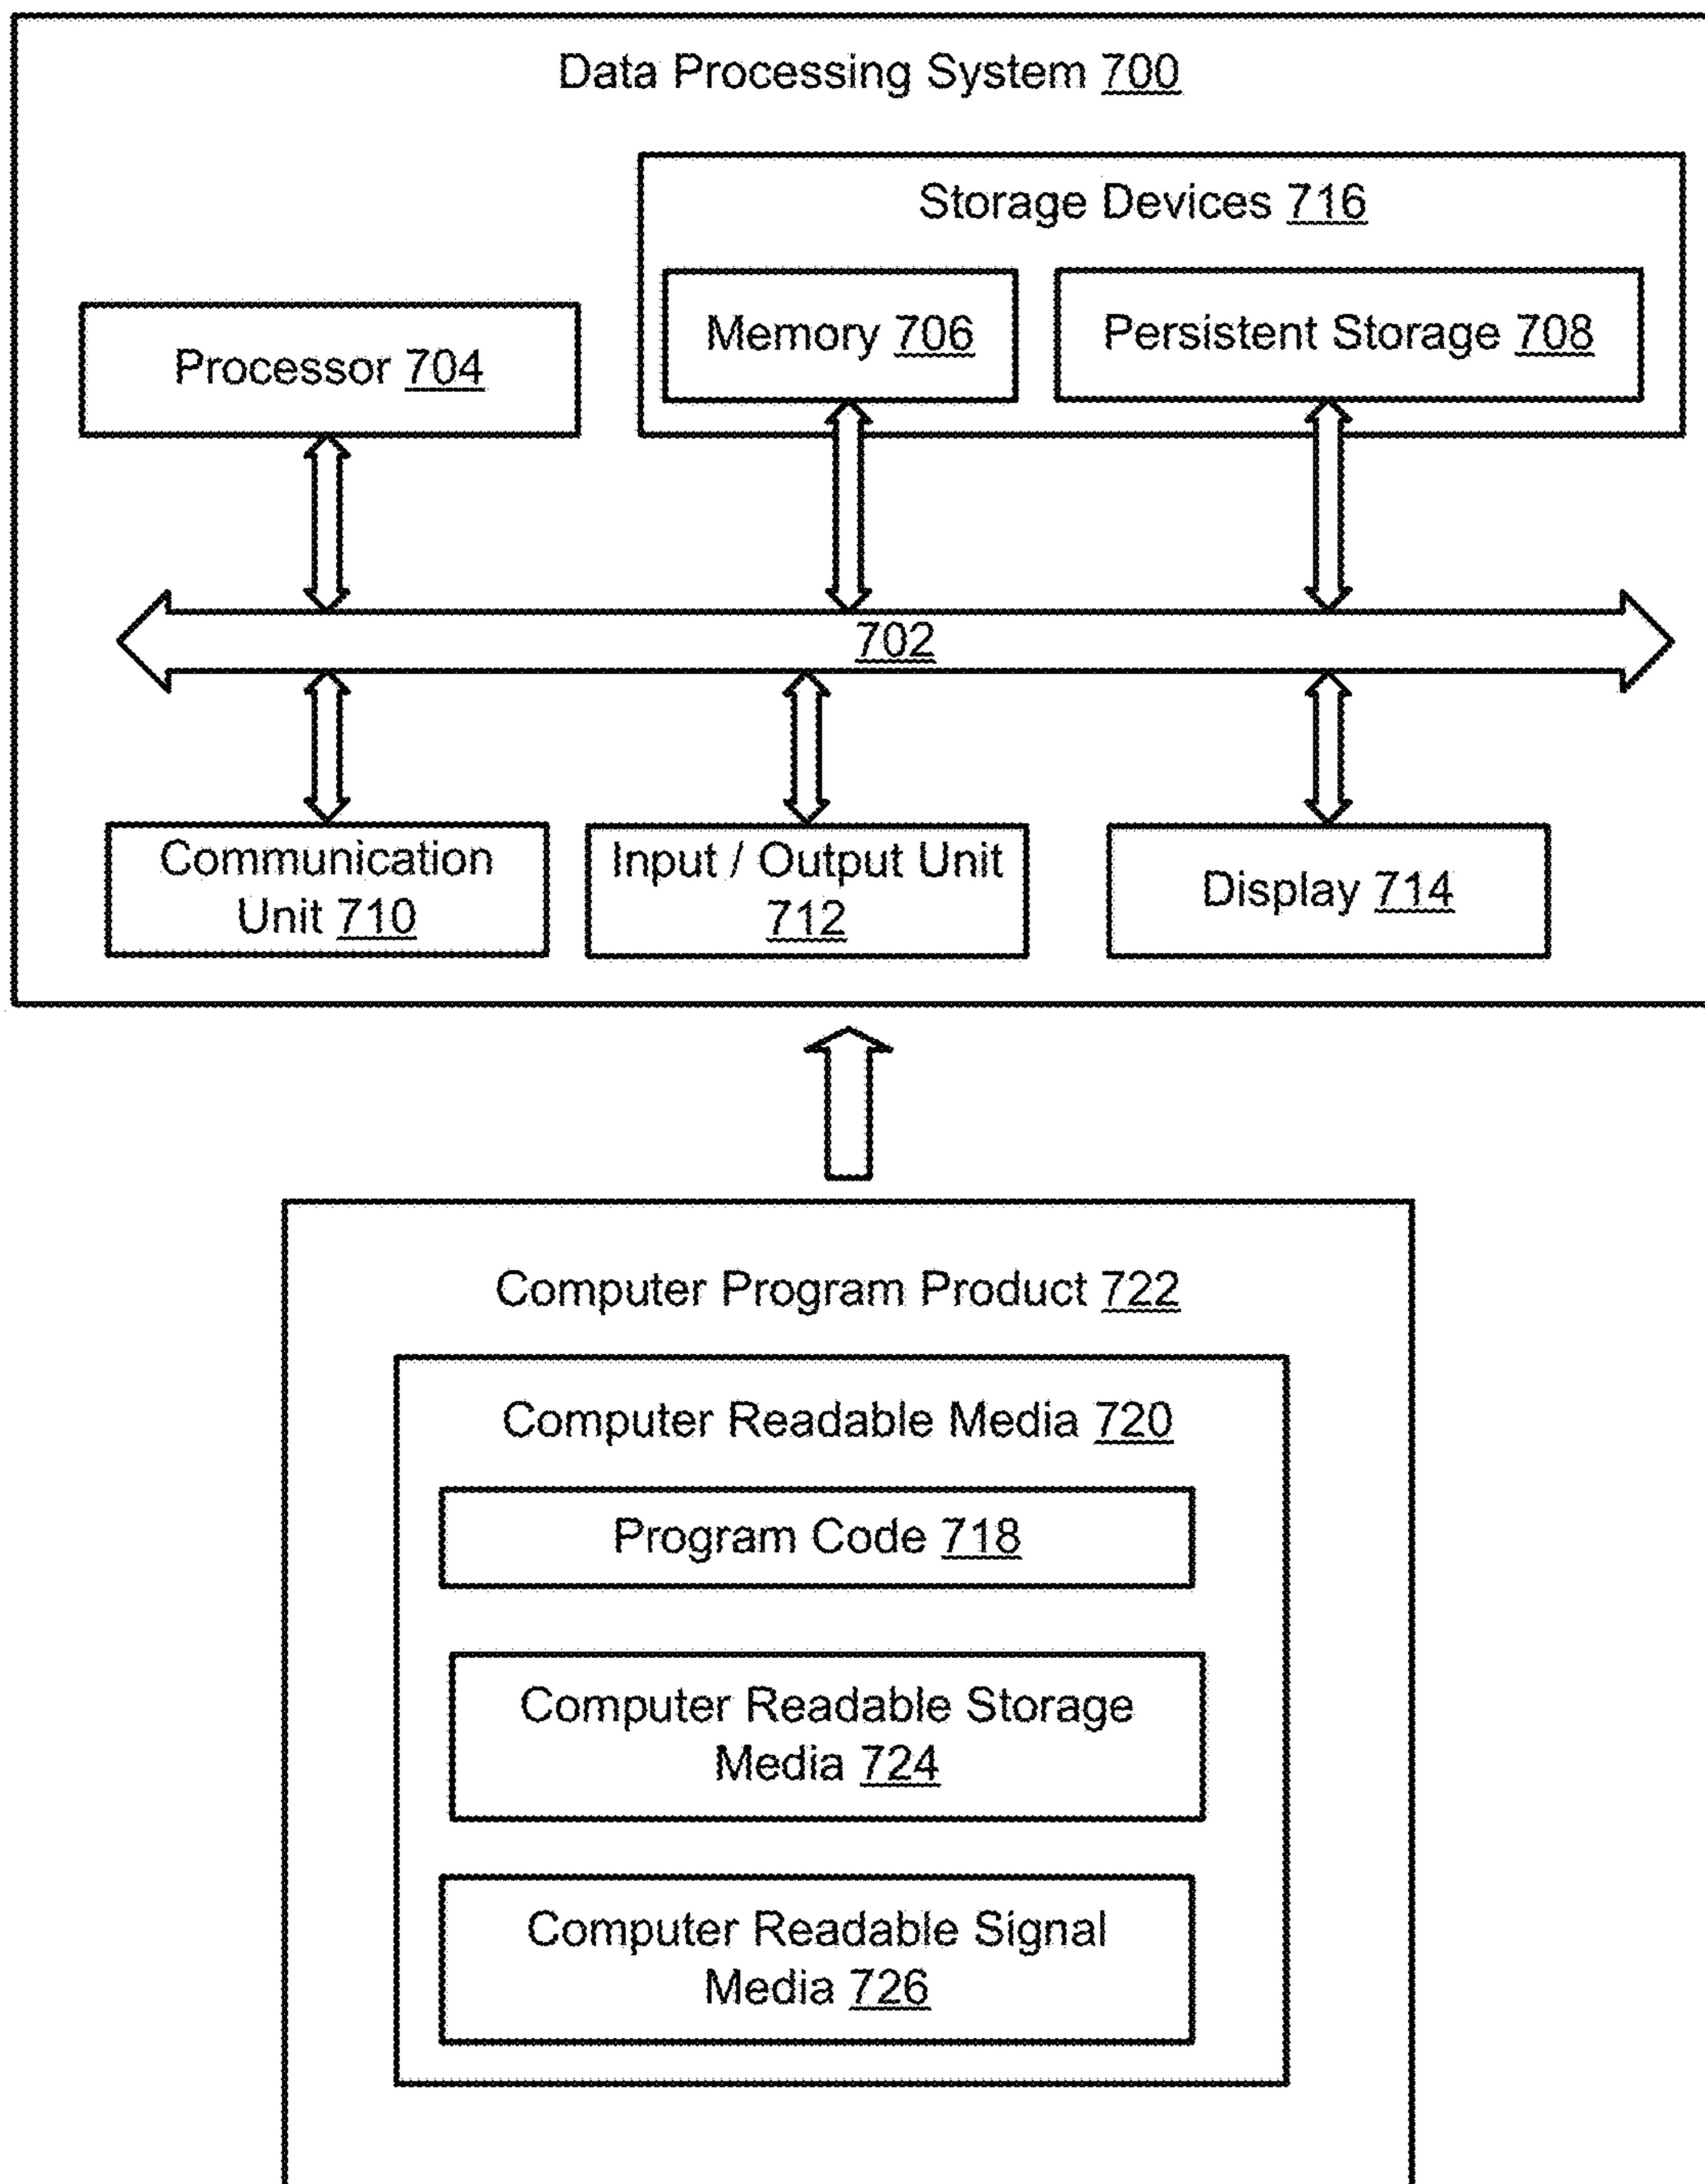 Data Processing System 700
Storage Devices 716
Memory 706
Persistent Storage 708
Processor 704
702
Communication
Unit 710
Input / Output Unit
712
Display 714
Computer Program Product 722
Computer Readable Media 720
Program Code 718
Computer Readable Storage
Media 724
Computer Readable Signal
Media 726